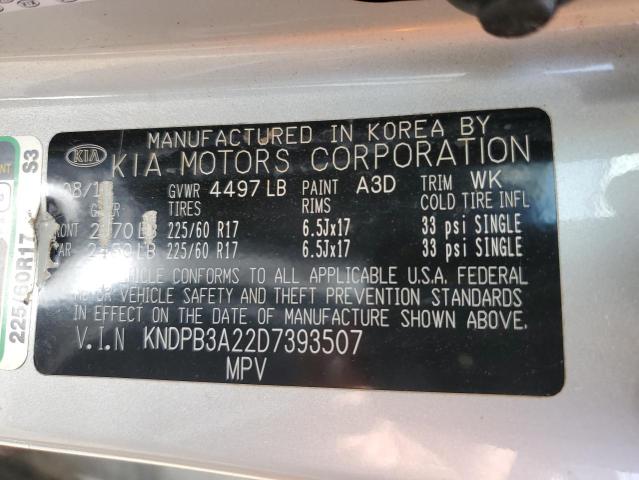 MANUFACTURED IN KOREA BY
KIA KIA MOTORS CORPORATION
GVWR 4497 LB PAINT A3D TRIM WK
TIRES RIMS COLD TIRE INFL
225/60 R17 6.5Jx17 33 psi SINGLE
225/60 R17 6.5Jx17 33 psi SINGLE
VEHICLE CONFORMS TO ALL APPLICABLE U.S.A. FEDERAL
MOTOR VEHICLE SAFETY AND THEFT PREVENTION STANDARDS
IN EFFECT ON THE DATE OF MANUFACTURE SHOWN ABOVE.
V.I.N KNDPB3A22D7393507
MPV
S3